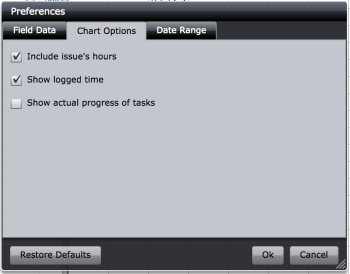 Preferences
Field Data Chart Options Date Range
Include issue's hours
Show logged time
Show actual progress of tasks
Restore Defaults Ok Cancel